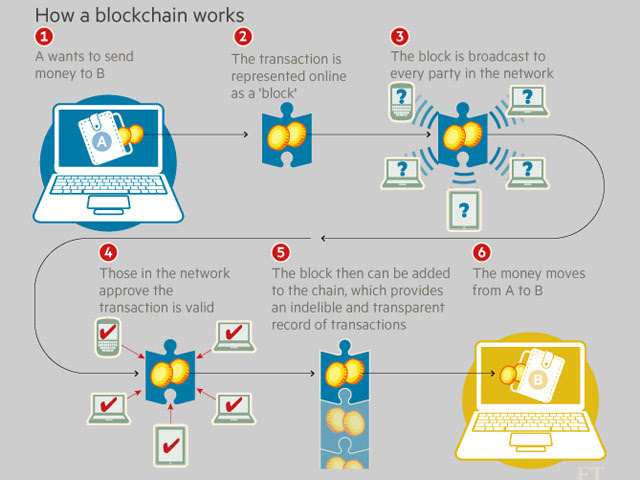 How a blockchain works
1
A wants to send
money to B
2
The transaction is
represented online
as a 'block'
3
The block is broadcast to
every party in the network
A
?
?
?
?
?
4
Those in the network
approve the
transaction is valid
5
The block then can be added
to the chain, which provides
an indelible and transparent
record of transactions
6
The money moves
from A to B
B
FT